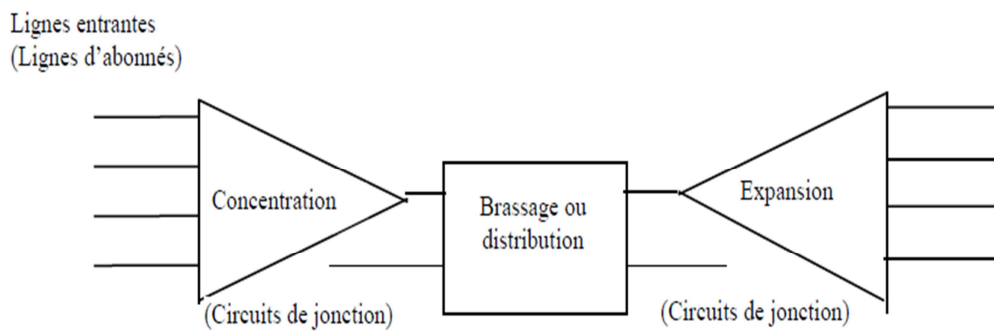 Lignes entrantes
(Lignes d'abonnés)
Concentration
Brassage ou
distribution
Expansion
(Circuits de jonction)
(Circuits de jonction)